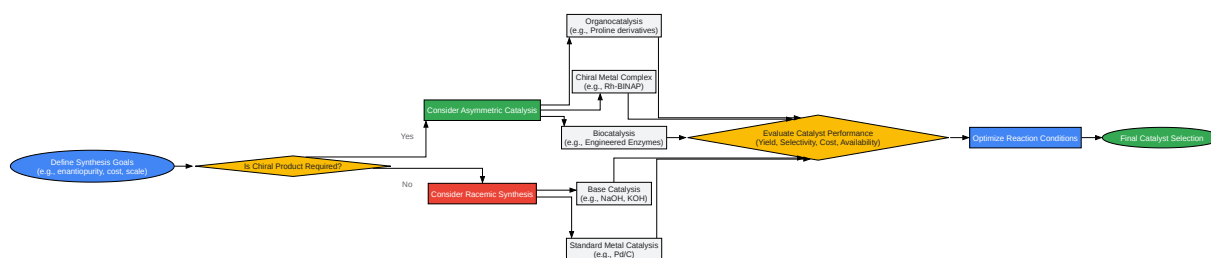 Define Synthesis Goals
(e.g., enantiopurity, cost, scale)
Is Chiral Product Required?
Yes
No
Consider Asymmetric Catalysis
Consider Racemic Synthesis
Organocatalysis
(e.g., Proline derivatives)
Chiral Metal Complex
(e.g., Rh-BINAP)
Biocatalysis
(e.g., Engineered Enzymes)
Base Catalysis
(e.g., NaOH, KOH)
Standard Metal Catalysis
(e.g., Pd/C)
Evaluate Catalyst Performance
(Yield, Selectivity, Cost, Availability)
Optimize Reaction Conditions
Final Catalyst Selection